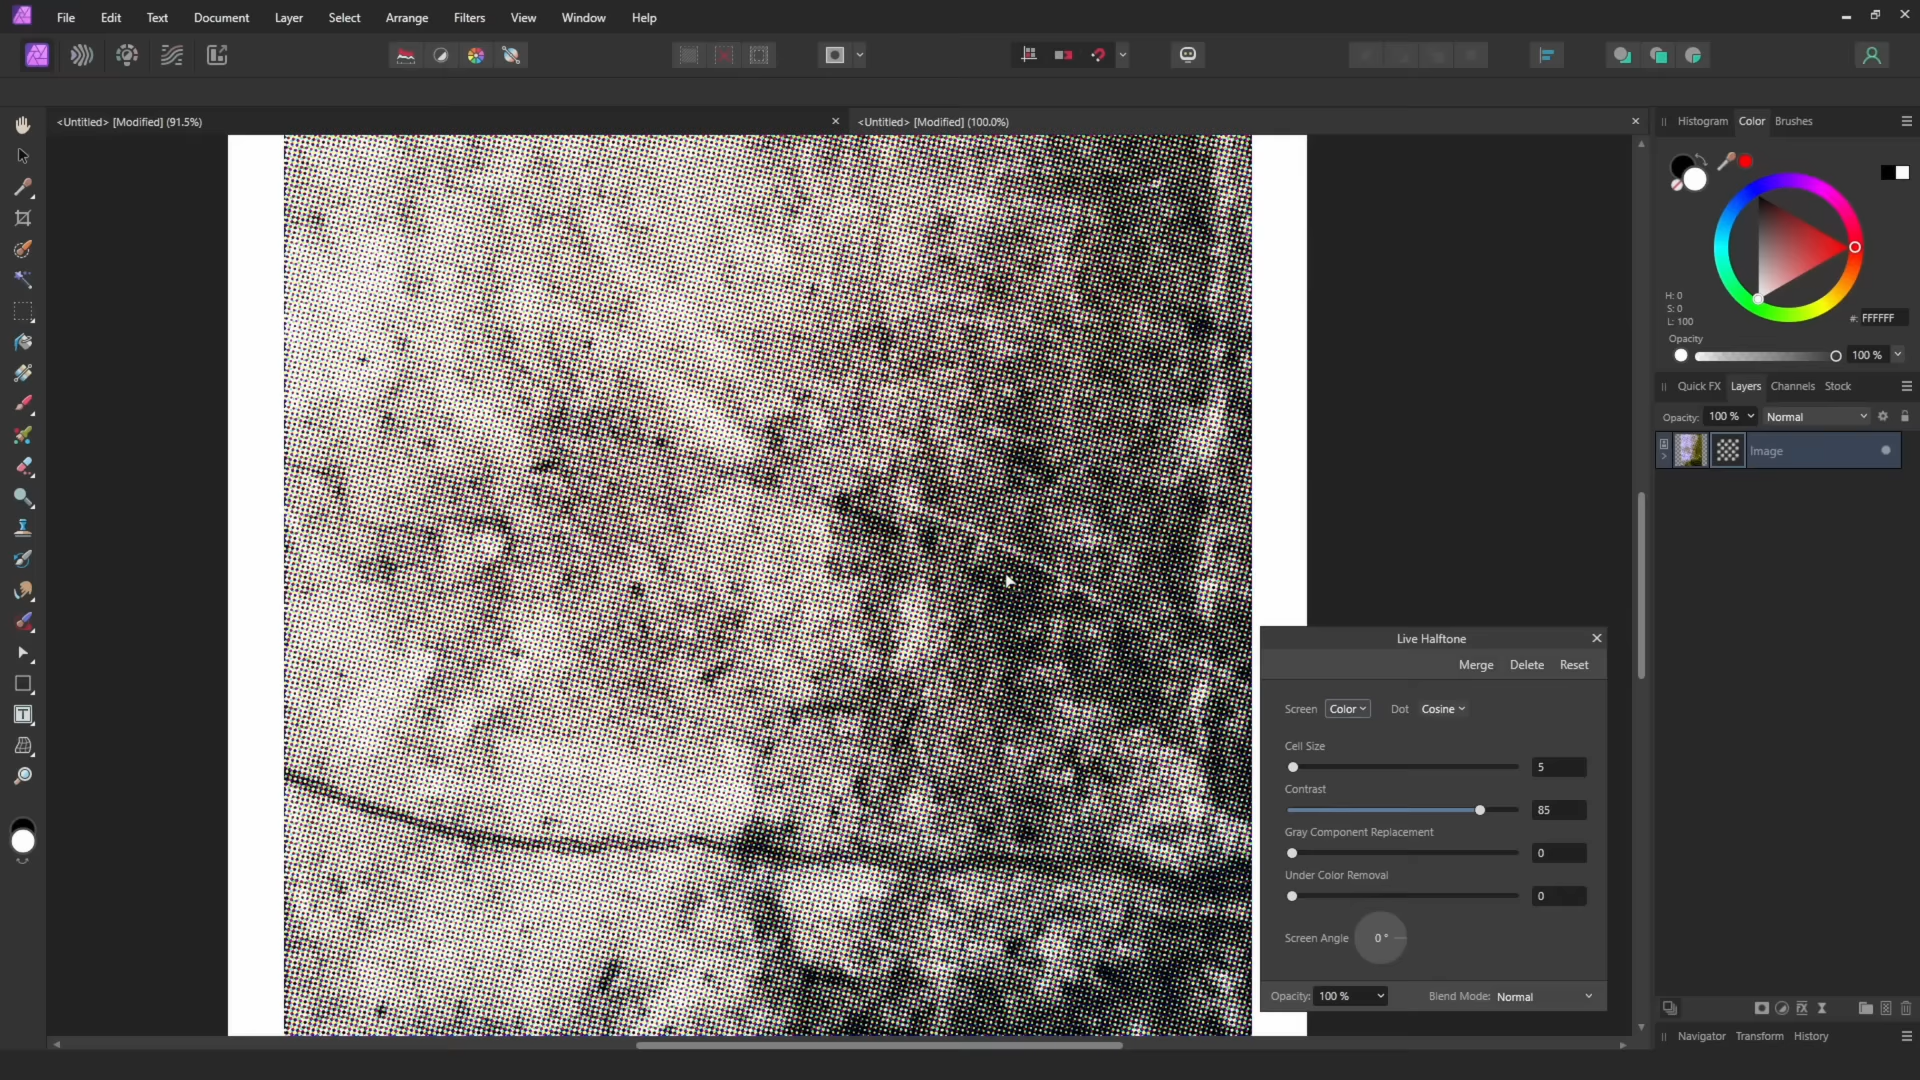 File Edit Text Document Layer Select Arrange Filters View Window Help
<Untitled> [Modified] (91.5%)
<Untitled> [Modified] (100.0%)
Histogram Color Brushes
H: 0
S: 0
L: 100
#: FFFFFF
Opacity
100 %
Quick FX Layers Channels Stock
Opacity: 100 % Normal
Image
Live Halftone
Merge Delete Reset
Screen Color Dot Cosine
Cell Size
5
Contrast
85
Gray Component Replacement
0
Under Color Removal
0
Screen Angle 0 °
Opacity: 100 % Blend Mode: Normal
Navigator Transform History